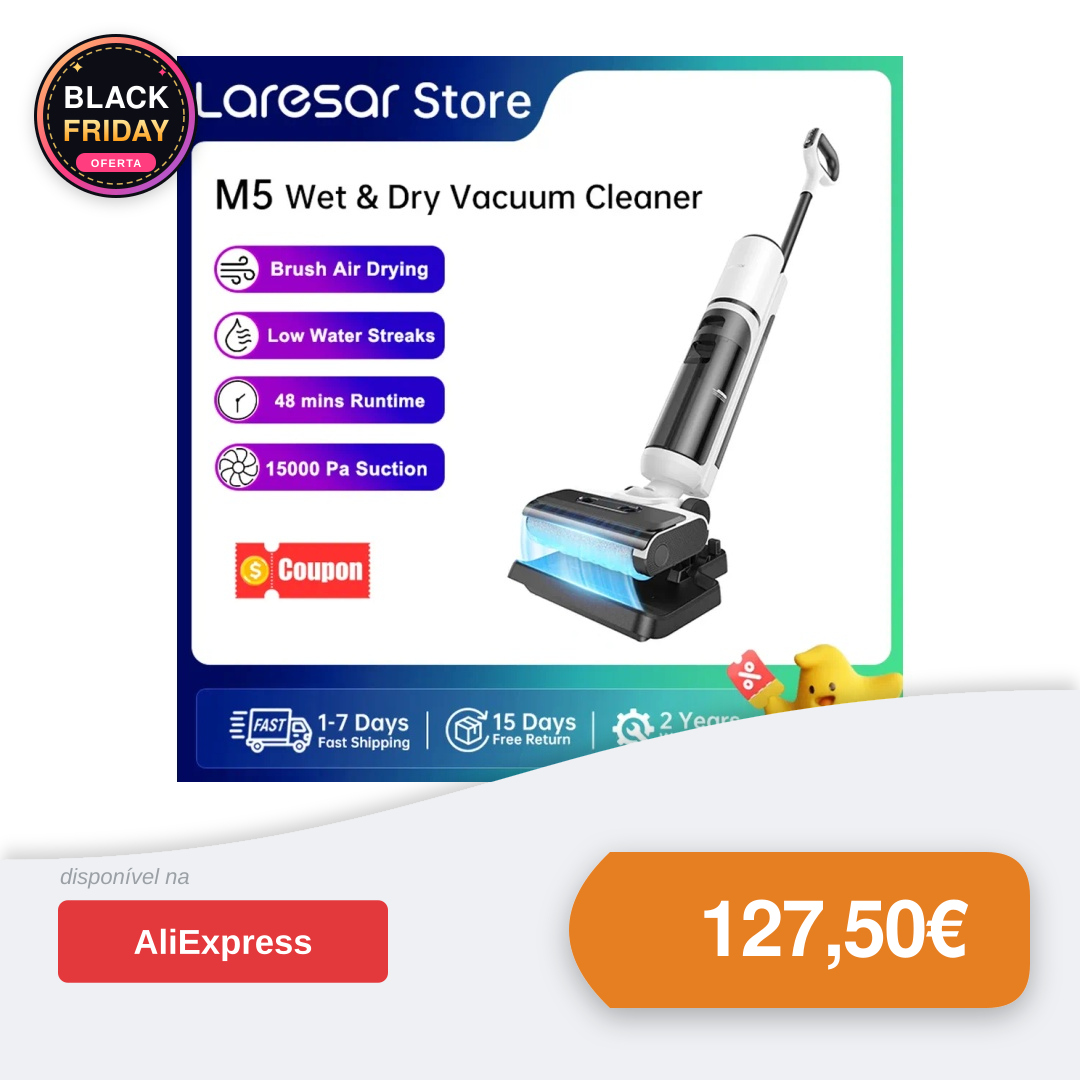 BLACK
FRIDAY
OFERTA
Laresar Store
M5 Wet & Dry Vacuum Cleaner
Brush Air Drying
Low Water Streaks
48 mins Runtime
15000 Pa Suction
$ Coupon
%
FAST
1-7 Days
Fast Shipping
15 Days
Free Return
2 Years
disponível na
AliExpress
127,50€